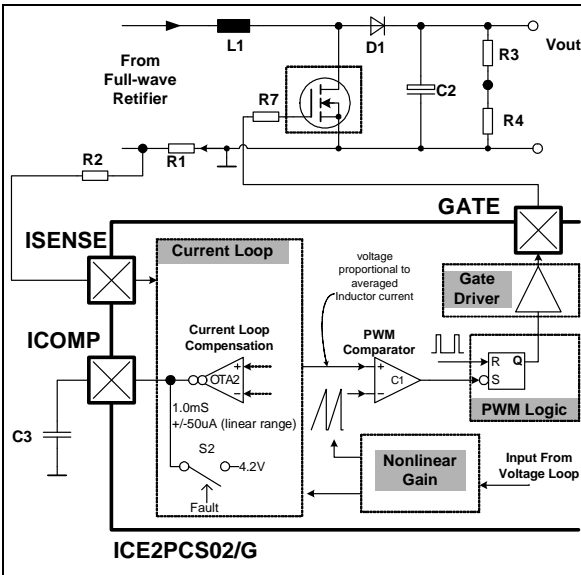 L1
D1
Vout
From
Full-wave
Retifier
R3
C2
R7
R4
R2
R1
GATE
ISENSE
Current Loop
voltage
proportional to
averaged
Inductor current
Gate
Driver
ICOMP
Current Loop
Compensation
PWM
Comparator
+
OTA2
−
+
C1
−
R Q
S
PWM Logic
1.0mS
+/-50uA (linear range)
C3
S2
4.2V
Fault
Nonlinear
Gain
Input From
Voltage Loop
ICE2PCS02/G